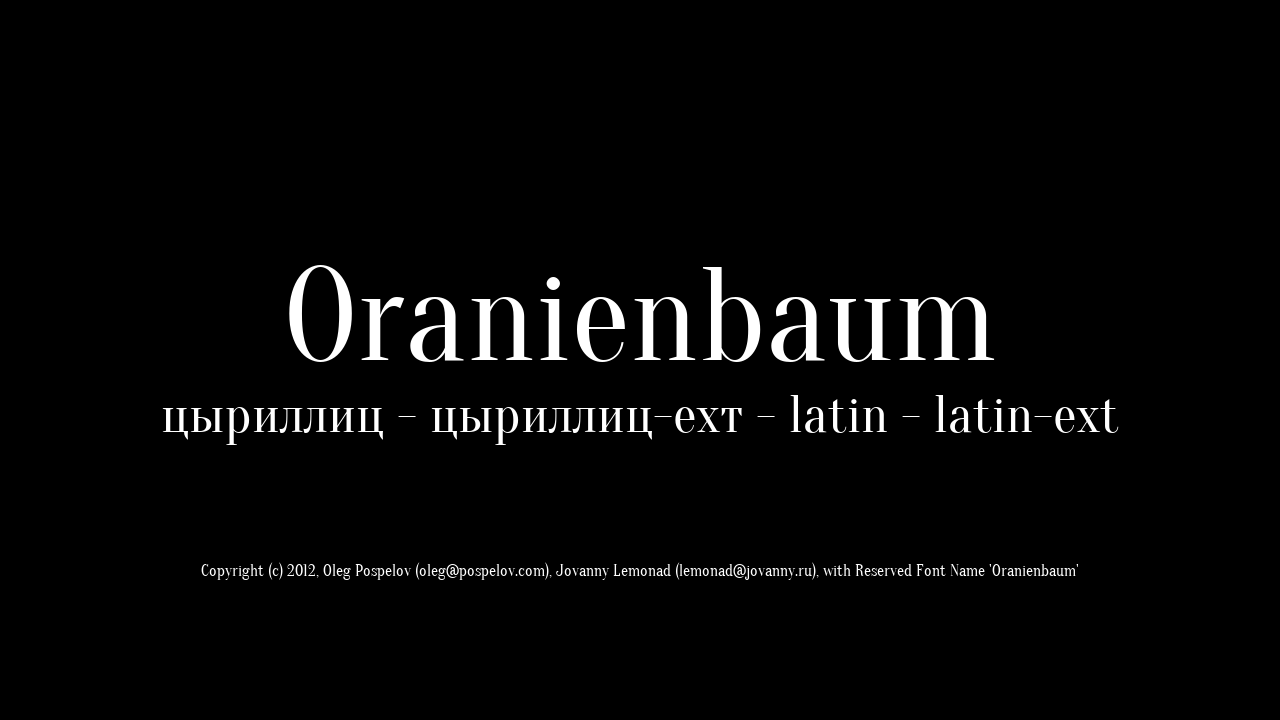 Oranienbaum
цыриллиц - цыриллиц-ехт - latin - latin-ext
Copyright (c) 2012, Oleg Pospelov (oleg@pospelov.com), Jovanny Lemonad (lemonad@jovanny.ru), with Reserved Font Name 'Oranienbaum'